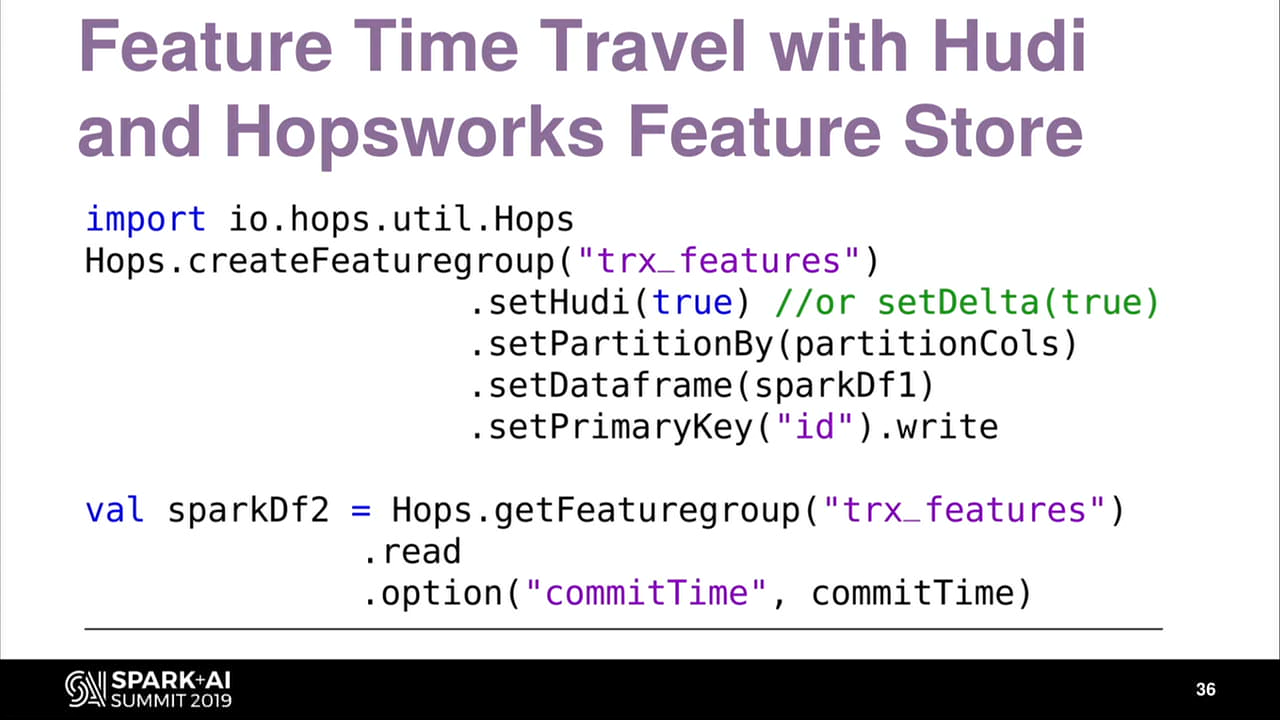 Feature Time Travel with Hudi
and Hopsworks Feature Store
import io.hops.util.Hops
Hops.createFeaturegroup("trx_features")
.setHudi(true) //or setDelta(true)
.setPartitionBy(partitionCols)
.setDataframe(sparkDf1)
.setPrimaryKey("id").write
val sparkDf2 = Hops.getFeaturegroup("trx_features")
.read
.option("commitTime", commitTime)
SPARK+AI
SUMMIT 2019
36